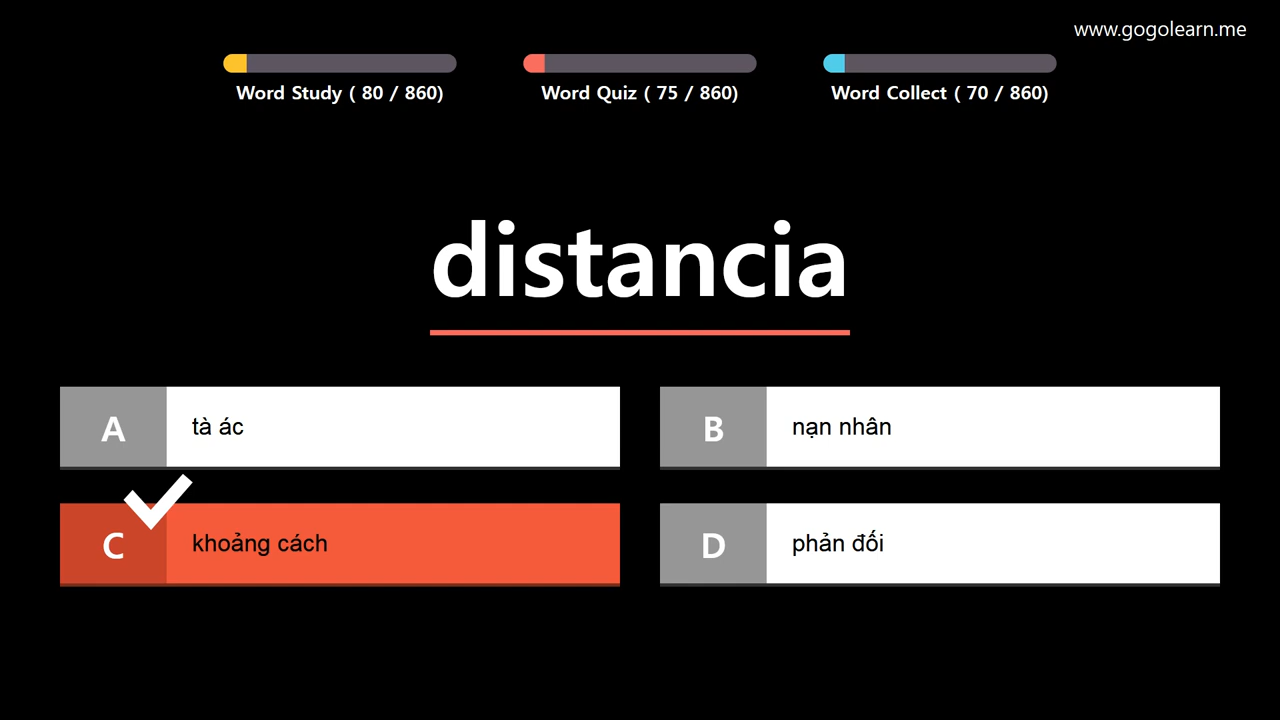 www.gogolearn.me
Word Study ( 80 / 860)
Word Quiz ( 75 / 860)
Word Collect ( 70 / 860)
distancia
A tà ác
B nạn nhân
C khoảng cách
D phản đối